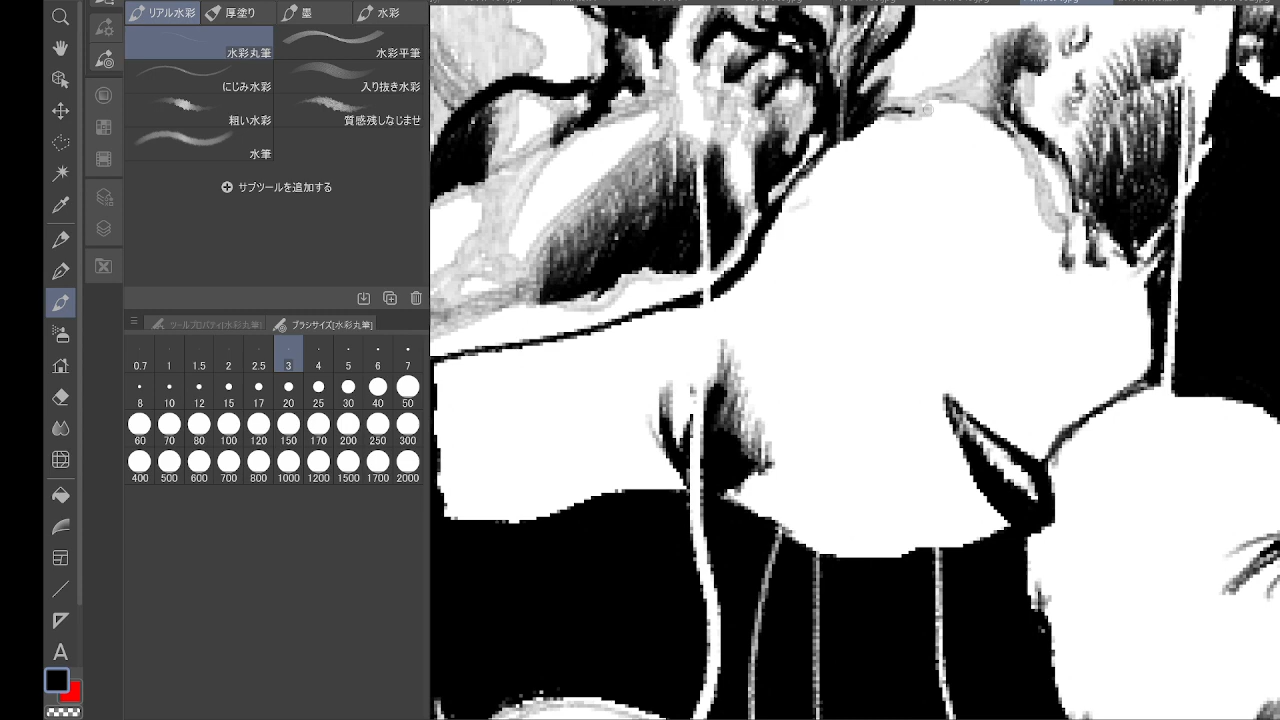 リアル水彩
墨
水彩丸筆
水彩平筆
にじみ水彩
入り抜き水彩
粗い水彩
質感残しなじませ
水筆
サブツールを追加する
ツールプロパティ[水彩丸筆]
ブラシサイズ[水彩丸筆]
0.7 1 1.5 2 2.5 3 4 5 6 7
8 10 12 15 17 20 25 30 40 50
60 70 80 100 120 150 170 200 250 300
400 500 600 700 800 1000 1200 1500 1700 2000
A